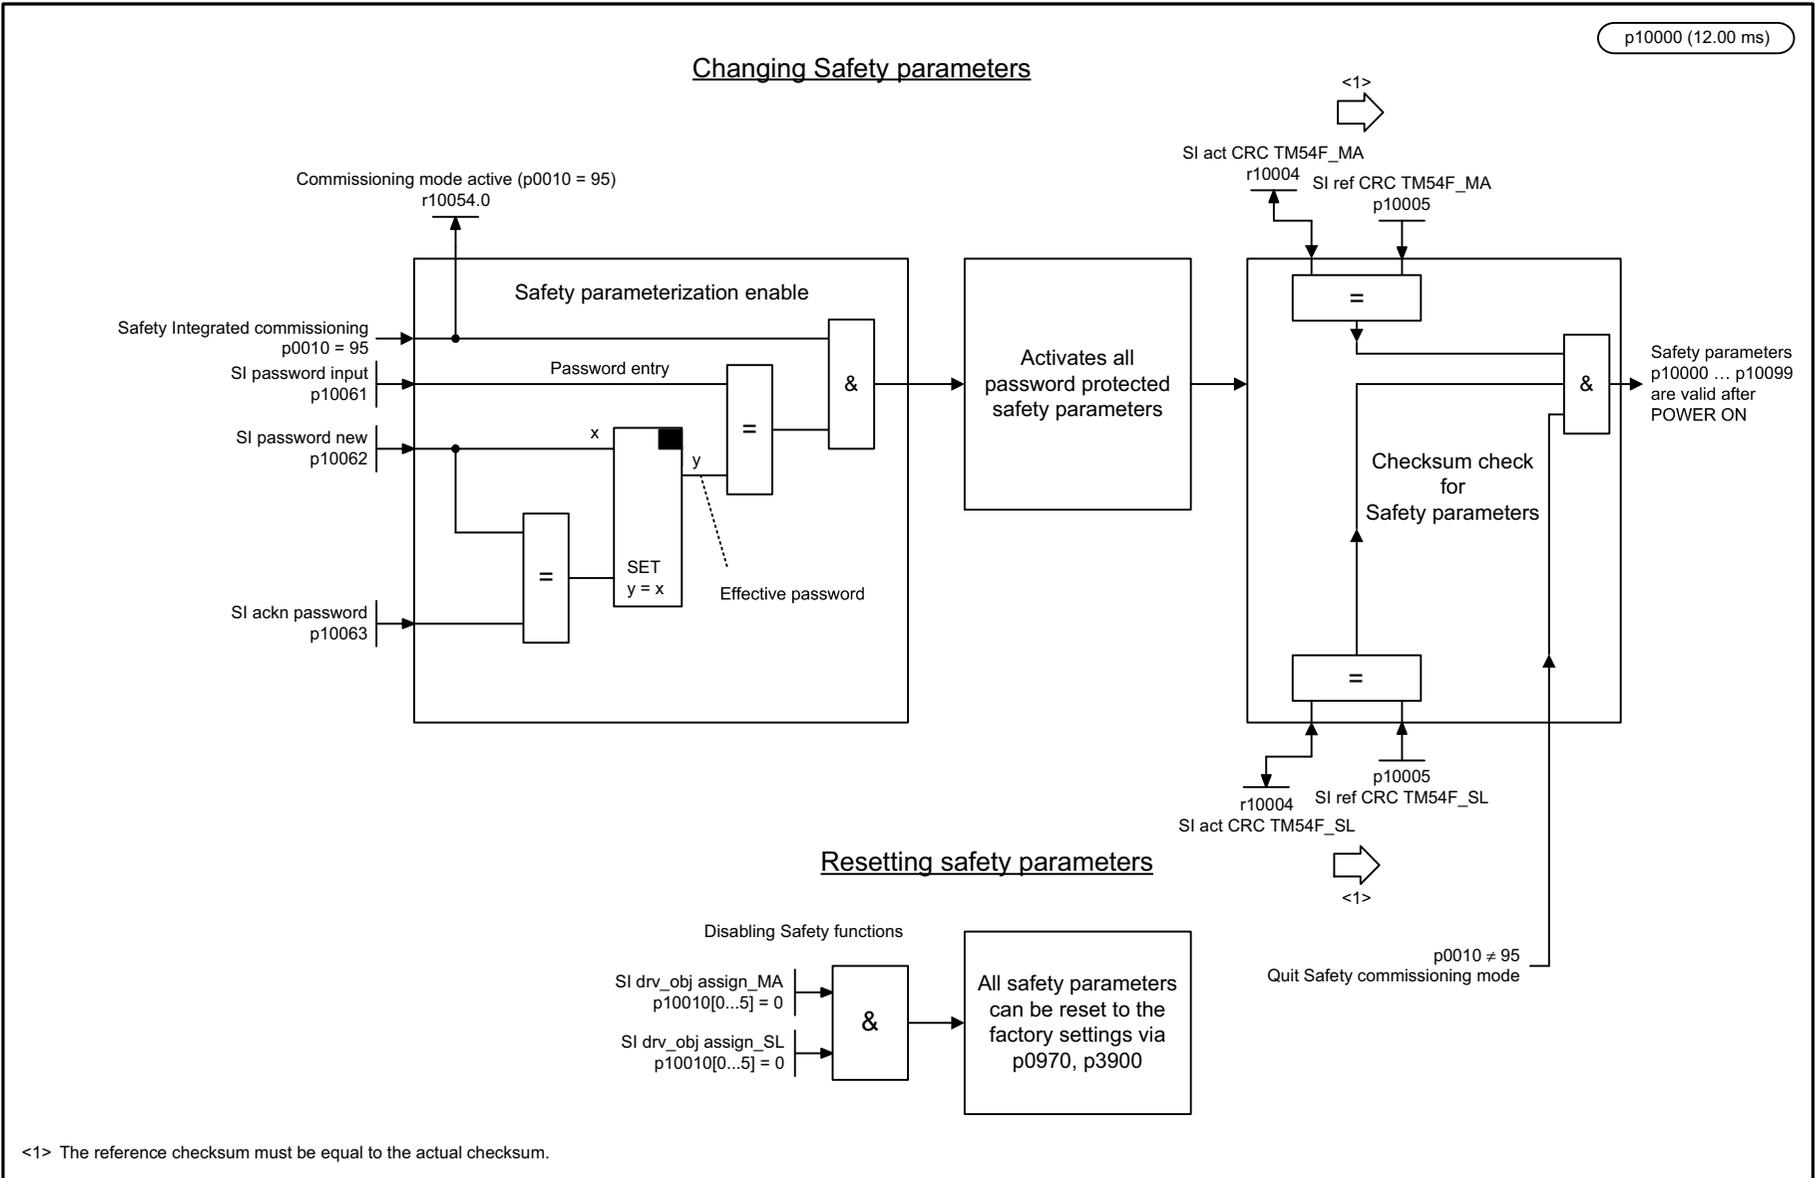 p10000 (12.00 ms)
Changing Safety parameters
<1>
SI act CRC TM54F_MA
r10004
SI ref CRC TM54F_MA
p10005
Commissioning mode active (p0010 = 95)
r10054.0
Safety parameterization enable
Safety Integrated commissioning
p0010 = 95
SI password input
p10061
Password entry
SI password new
p10062
x
y
=
&
=
SET
y = x
Effective password
SI ackn password
p10063
Activates all
password protected
safety parameters
=
&
Safety parameters
p10000 … p10099
are valid after
POWER ON
Checksum check
for
Safety parameters
=
r10004
SI act CRC TM54F_SL
p10005
SI ref CRC TM54F_SL
<1>
p0010 ≠ 95
Quit Safety commissioning mode
Resetting safety parameters
Disabling Safety functions
SI drv_obj assign_MA
p10010[0...5] = 0
SI drv_obj assign_SL
p10010[0...5] = 0
&
All safety parameters
can be reset to the
factory settings via
p0970, p3900
<1> The reference checksum must be equal to the actual checksum.